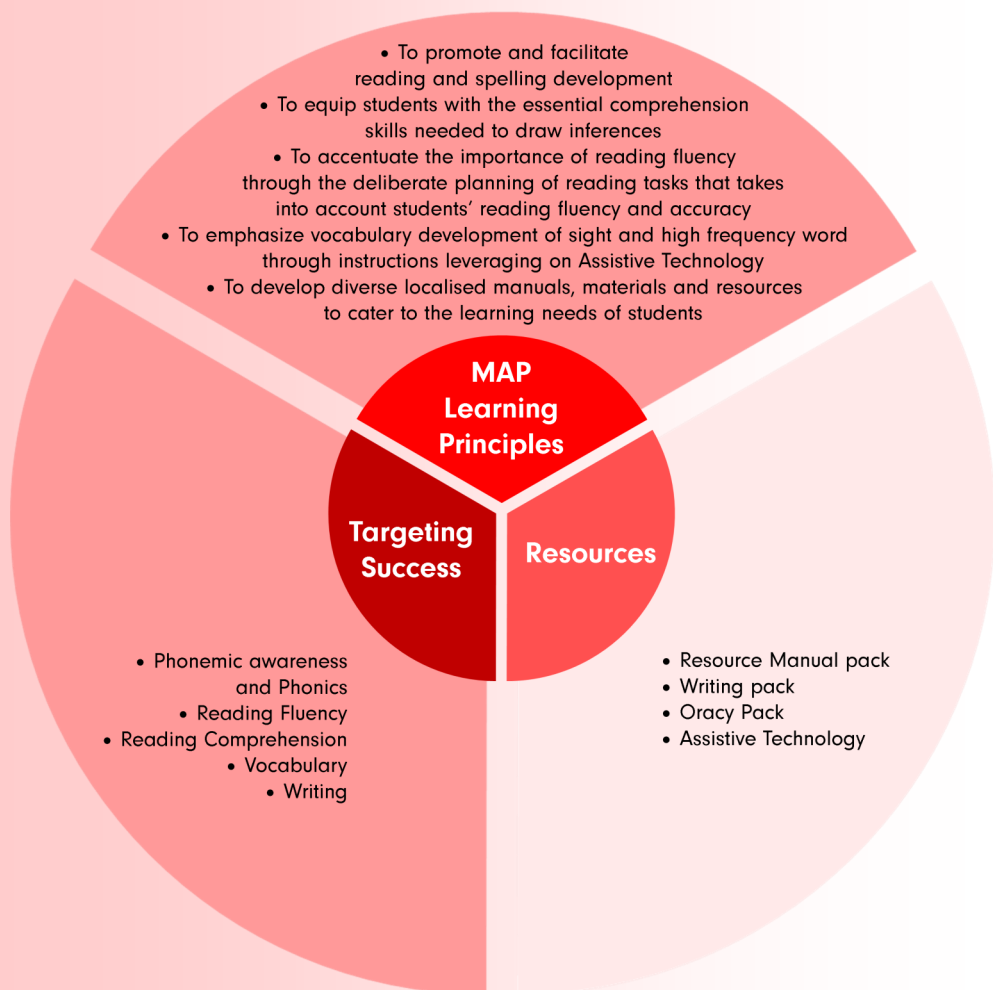 • To promote and facilitate
reading and spelling development
• To equip students with the essential comprehension
skills needed to draw inferences
• To accentuate the importance of reading fluency
through the deliberate planning of reading tasks that takes
into account students’ reading fluency and accuracy
• To emphasize vocabulary development of sight and high frequency word
through instructions leveraging on Assistive Technology
• To develop diverse localised manuals, materials and resources
to cater to the learning needs of students
MAP
Learning
Principles
Targeting
Success
Resources
• Phonemic awareness
and Phonics
• Reading Fluency
• Reading Comprehension
• Vocabulary
• Writing
• Resource Manual pack
• Writing pack
• Oracy Pack
• Assistive Technology